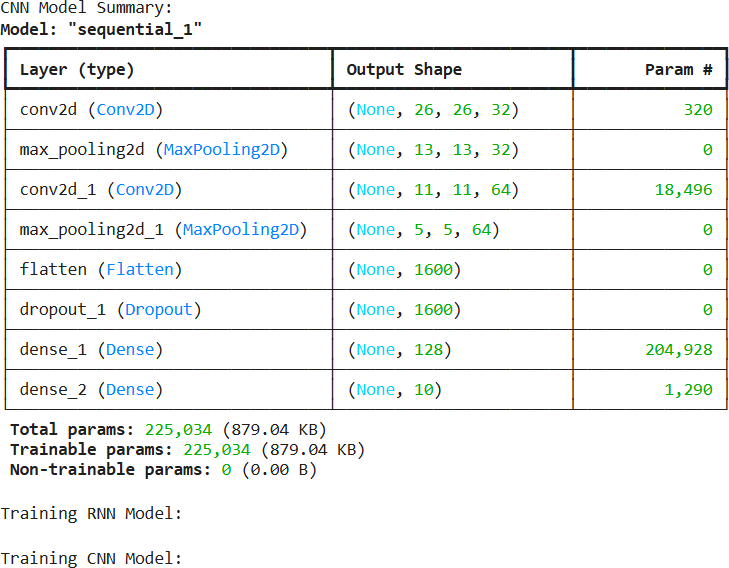 CNN Model Summary:
Model: "sequential_1"
Layer (type) Output Shape Param #
conv2d (Conv2D) (None, 26, 26, 32) 320
max_pooling2d (MaxPooling2D) (None, 13, 13, 32) 0
conv2d_1 (Conv2D) (None, 11, 11, 64) 18,496
max_pooling2d_1 (MaxPooling2D) (None, 5, 5, 64) 0
flatten (Flatten) (None, 1600) 0
dropout_1 (Dropout) (None, 1600) 0
dense_1 (Dense) (None, 128) 204,928
dense_2 (Dense) (None, 10) 1,290
Total params: 225,034 (879.04 KB)
Trainable params: 225,034 (879.04 KB)
Non-trainable params: 0 (0.00 B)
Training RNN Model:
Training CNN Model: